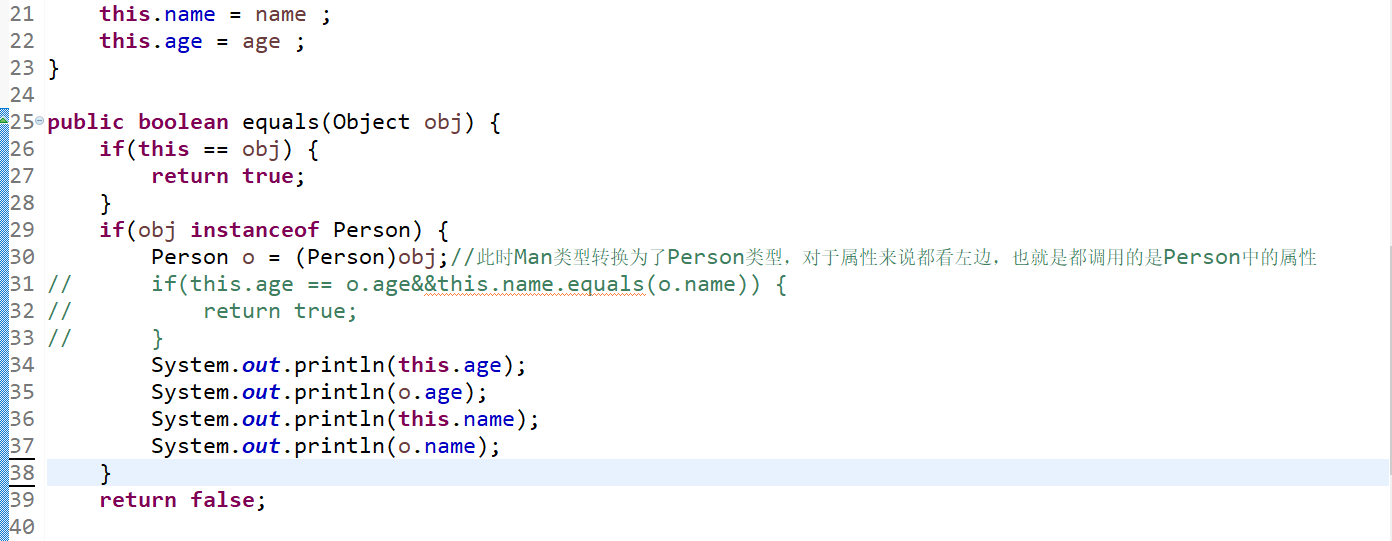 21 this.name = name ;
22 this.age = age ;
23 }
24
25 public boolean equals(Object obj) {
26 if(this == obj) {
27 return true;
28 }
29 if(obj instanceof Person) {
30 Person o = (Person)obj;//此时Man类型转换为了Person类型，对于属性来说都看左边，也就是都调用的是Person中的属性
31 // if(this.age == o.age&&this.name.equals(o.name)) {
32 // return true;
33 // }
34 System.out.println(this.age);
35 System.out.println(o.age);
36 System.out.println(this.name);
37 System.out.println(o.name);
38 }
39 return false;
40